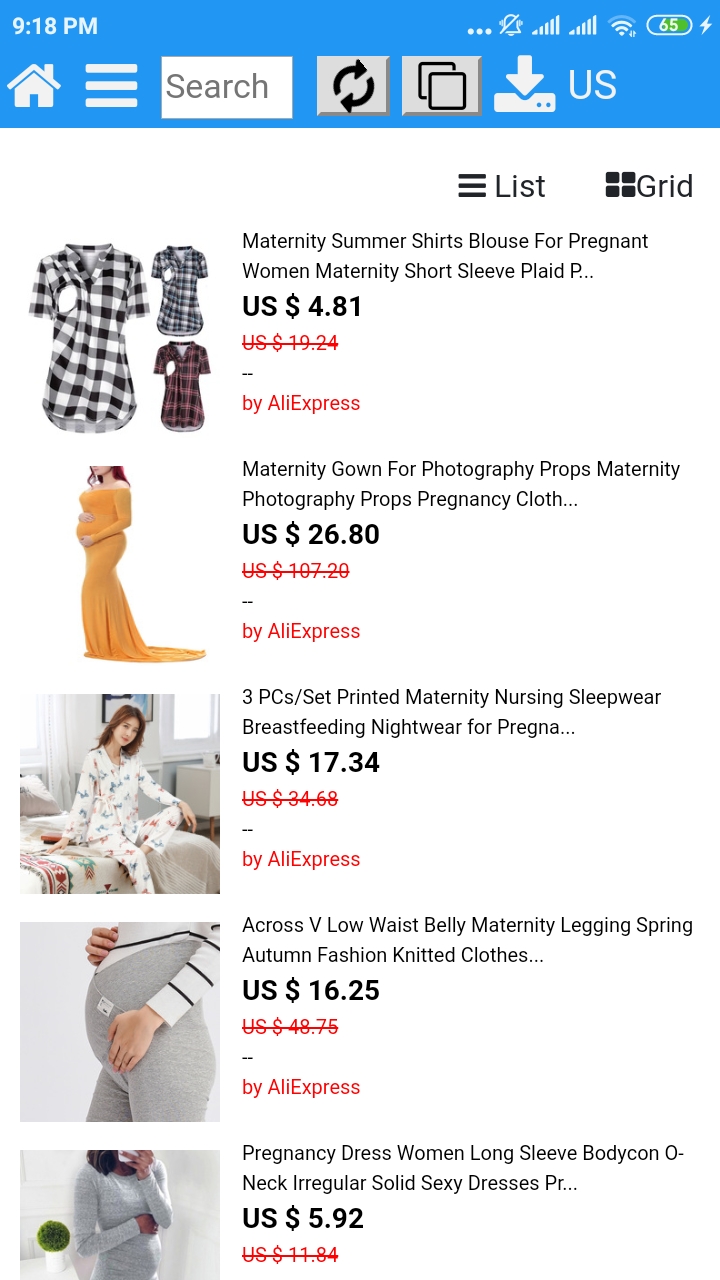 9:18 PM
65
Search
US
List
Grid
Maternity Summer Shirts Blouse For Pregnant
Women Maternity Short Sleeve Plaid P...
US $ 4.81
US $ 19.24
--
by AliExpress
Maternity Gown For Photography Props Maternity
Photography Props Pregnancy Cloth...
US $ 26.80
US $ 107.20
--
by AliExpress
3 PCs/Set Printed Maternity Nursing Sleepwear
Breastfeeding Nightwear for Pregna...
US $ 17.34
US $ 34.68
--
by AliExpress
Across V Low Waist Belly Maternity Legging Spring
Autumn Fashion Knitted Clothes...
US $ 16.25
US $ 48.75
--
by AliExpress
Pregnancy Dress Women Long Sleeve Bodycon O-
Neck Irregular Solid Sexy Dresses Pr...
US $ 5.92
US $ 11.84